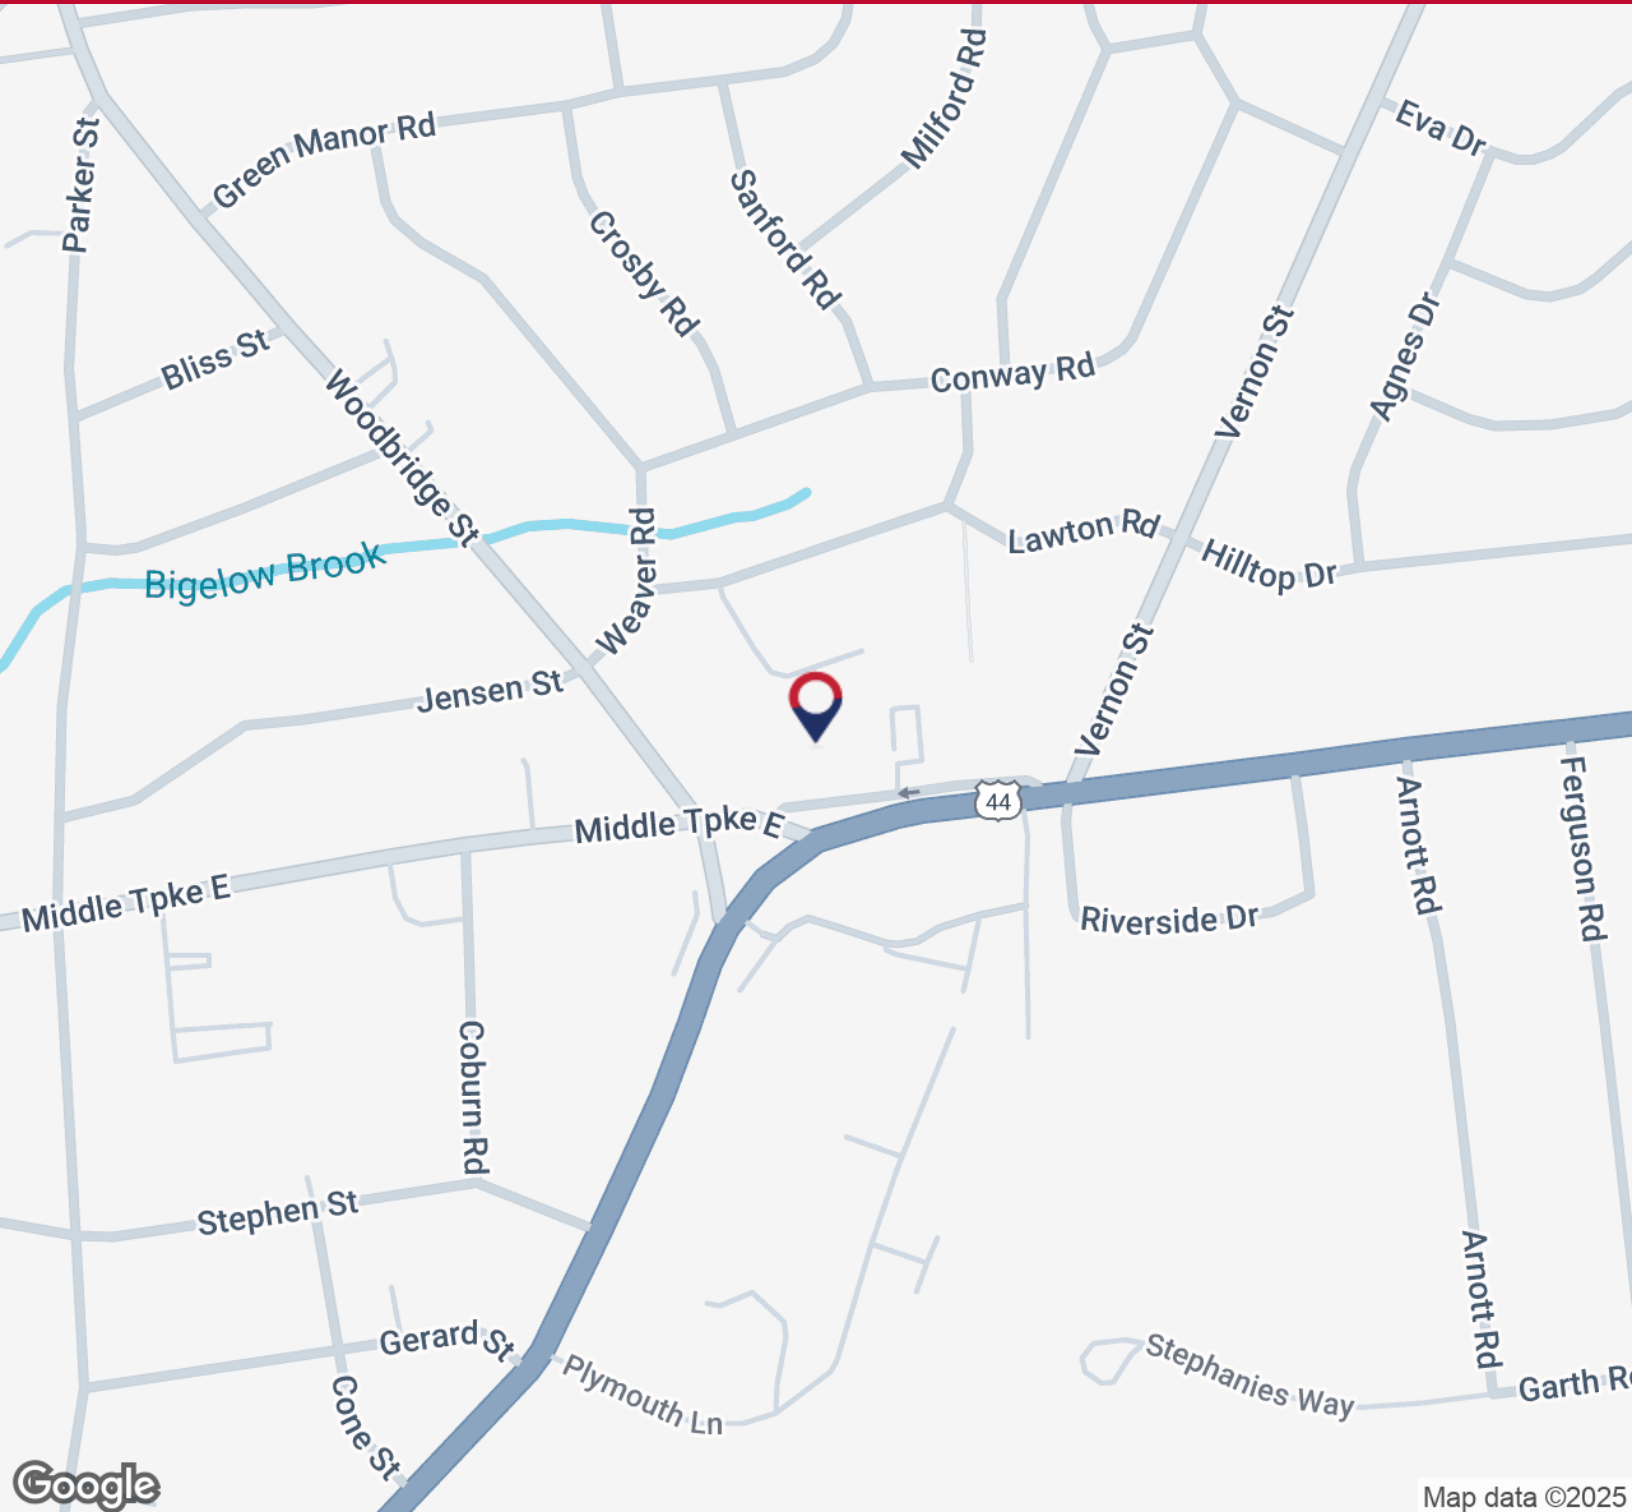 Milford Rd
Eva Dr
Green Manor Rd
Parker St
Sanford Rd
Crosby Rd
Bliss St
Conway Rd
Vernon St
Agnes Dr
Woodbridge St
Weaver Rd
Lawton Rd
Hilltop Dr
Bigelow Brook
Jensen St
Vernon St
44
Middle Tpke E
Middle Tpke E
Arnott Rd
Ferguson Rd
Riverside Dr
Coburn Rd
Stephen St
Arnott Rd
Gerard St
Plymouth Ln
Stephanies Way
Garth Rd
Cone St
Google
Map data ©2025